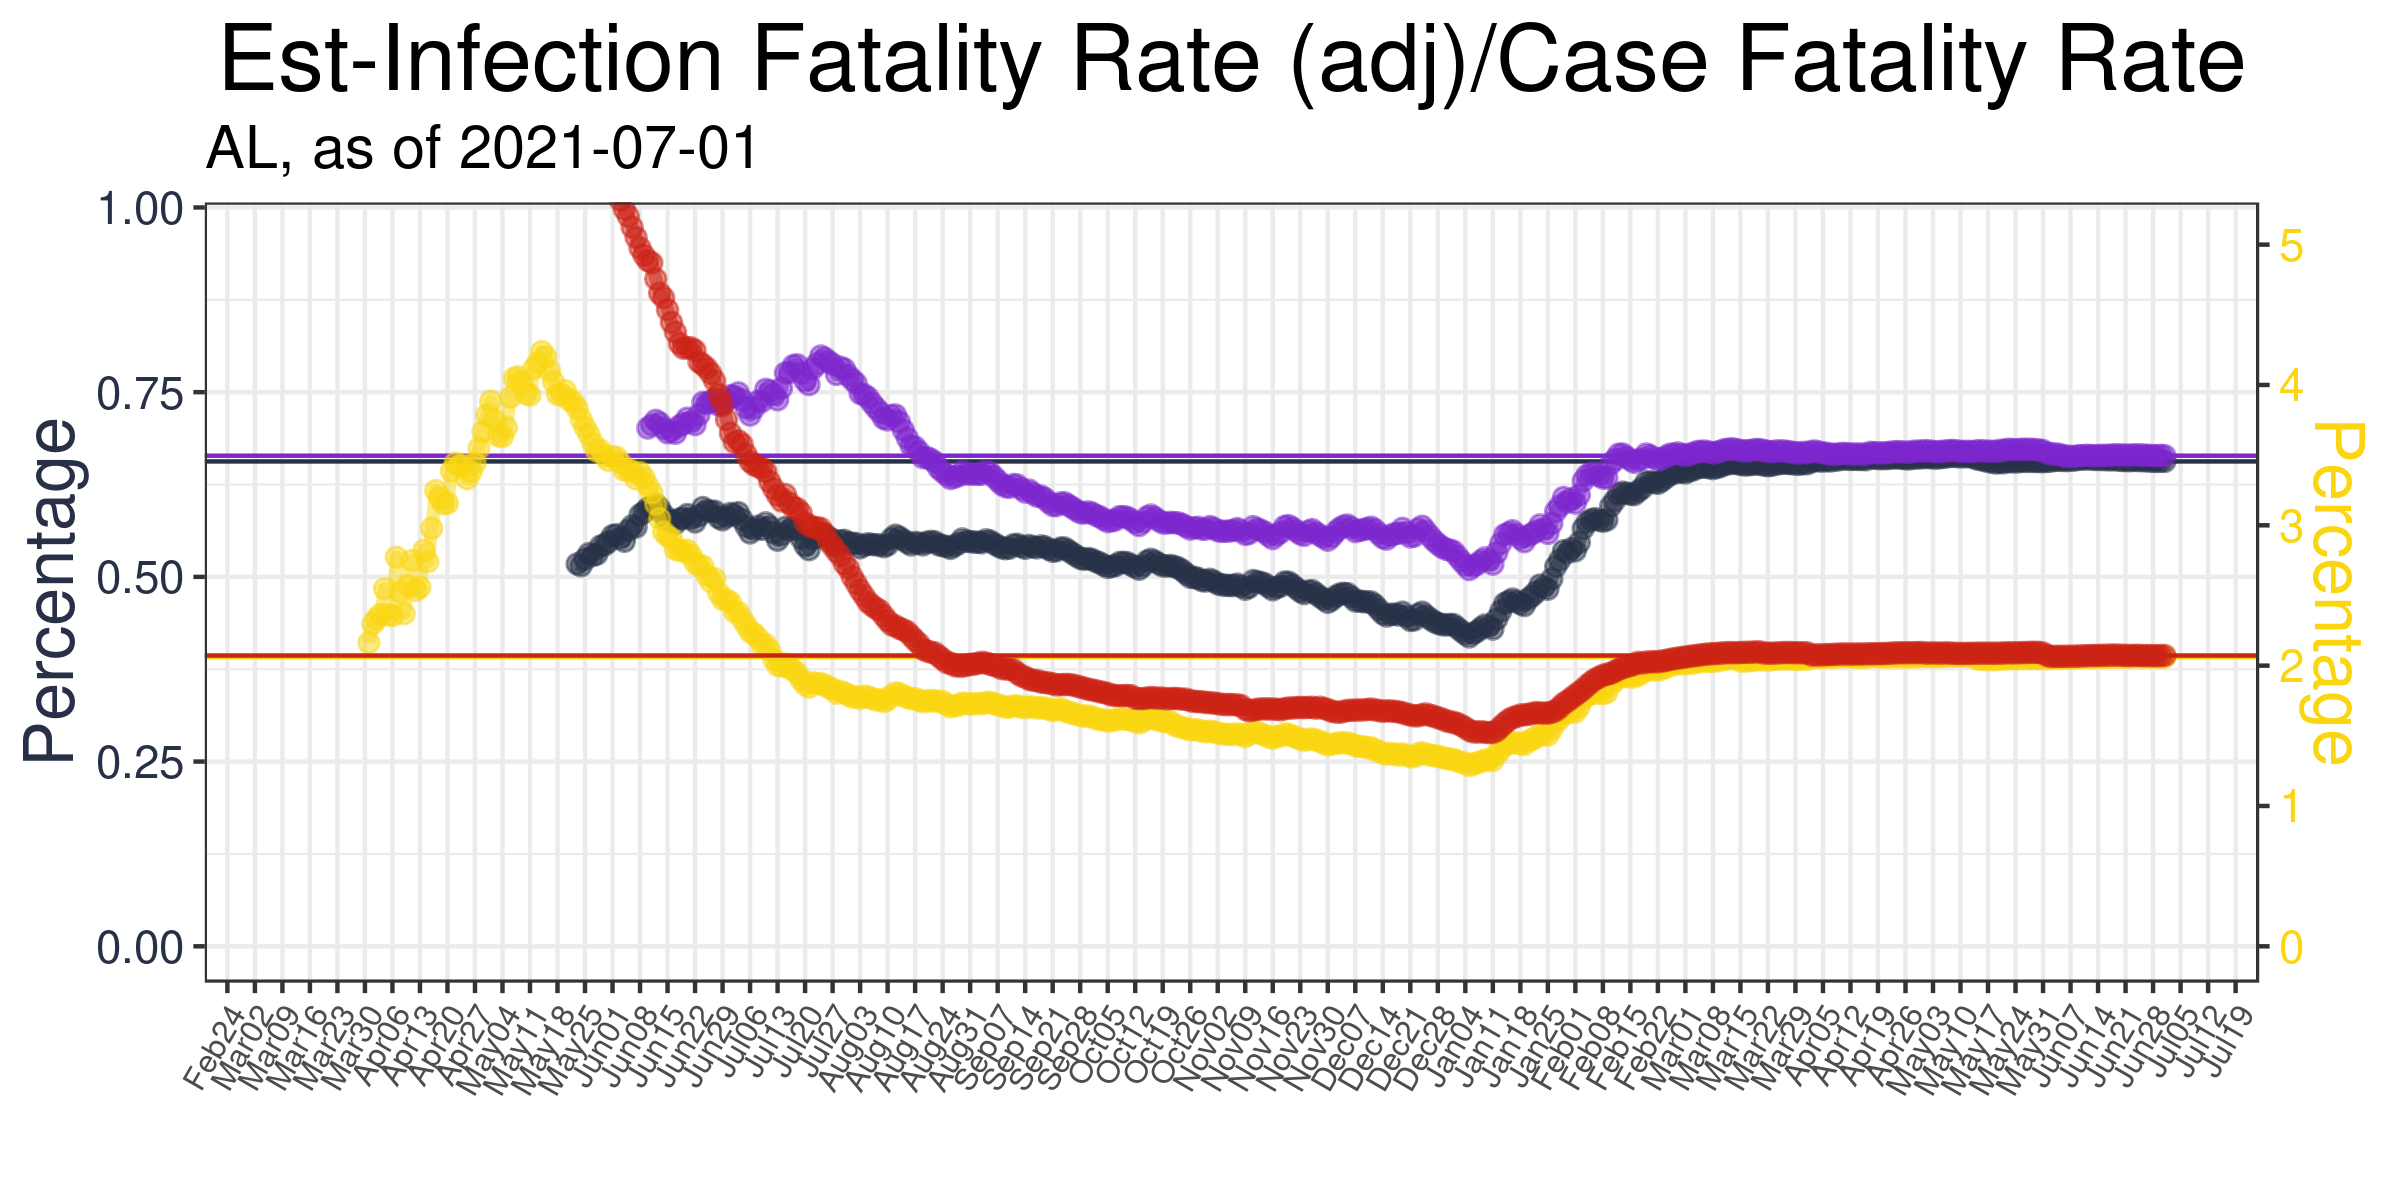 Est-Infection Fatality Rate (adj)/Case Fatality Rate
AL, as of 2021-07-01
Percentage
1.00
0.75
0.50
0.25
0.00
5
4
3
2
1
0
Percentage
Feb24
Mar02
Mar09
Mar16
Mar23
Mar30
Apr06
Apr13
Apr20
Apr27
May04
May11
May18
May25
Jun01
Jun08
Jun15
Jun22
Jun29
Jul06
Jul13
Jul20
Jul27
Aug03
Aug10
Aug17
Aug24
Aug31
Sep07
Sep14
Sep21
Sep28
Oct05
Oct12
Oct19
Oct26
Nov02
Nov09
Nov16
Nov23
Nov30
Dec07
Dec14
Dec21
Dec28
Jan04
Jan11
Jan18
Jan25
Feb01
Feb08
Feb15
Feb22
Mar01
Mar08
Mar15
Mar22
Mar29
Apr05
Apr12
Apr19
Apr26
May03
May10
May17
May24
May31
Jun07
Jun14
Jun21
Jun28
Jul05
Jul12
Jul19